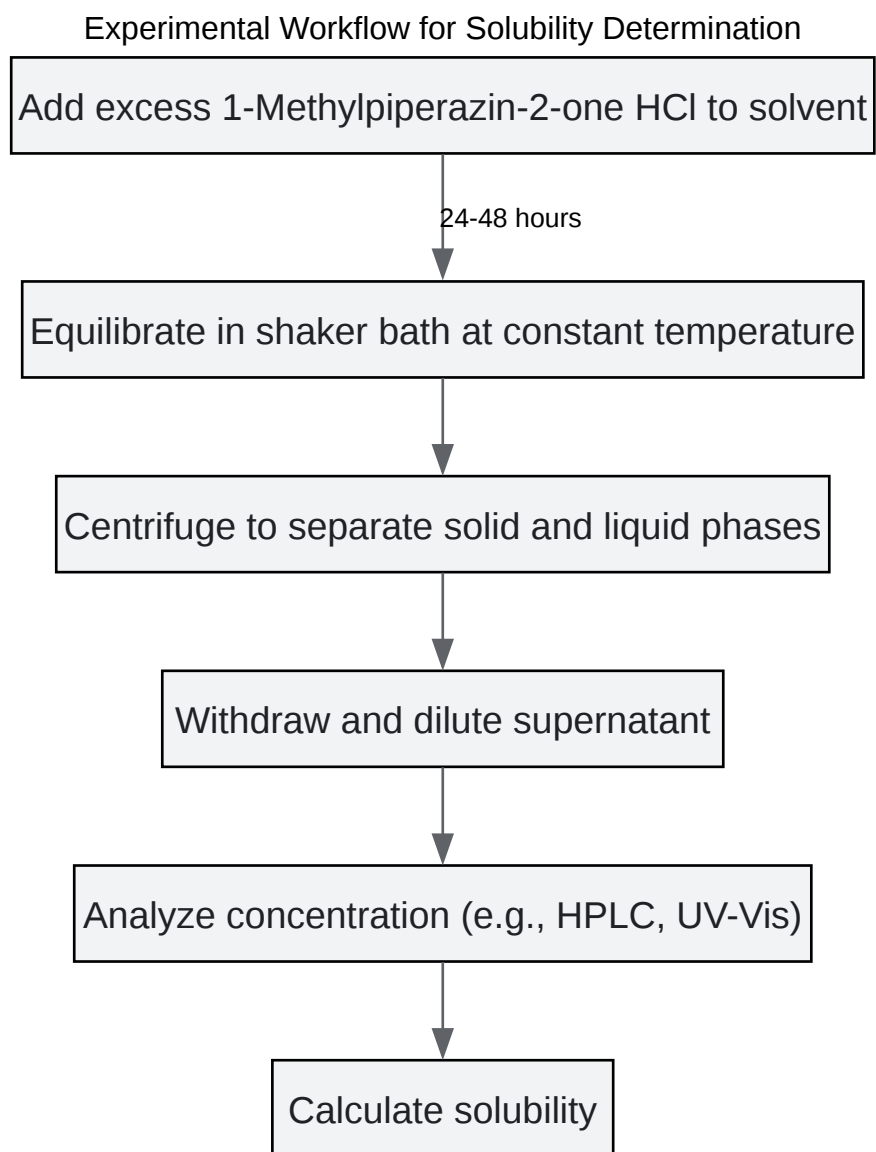 Experimental Workflow for Solubility Determination
Add excess 1-Methylpiperazin-2-one HCl to solvent
24-48 hours
Equilibrate in shaker bath at constant temperature
Centrifuge to separate solid and liquid phases
Withdraw and dilute supernatant
Analyze concentration (e.g., HPLC, UV-Vis)
Calculate solubility